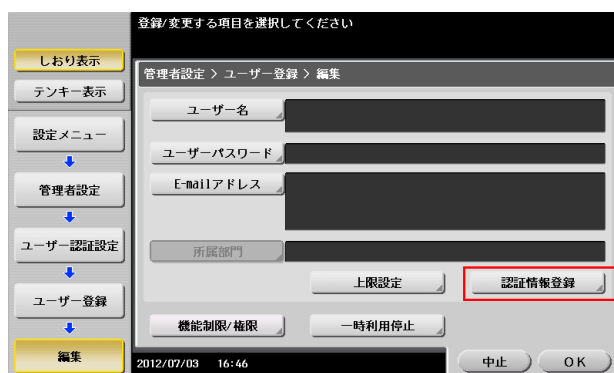 登録/変更する項目を選択してください
しおり表示
テンキー表示
設定メニュー
管理者設定
ユーザー認証設定
ユーザー登録
編集
管理者設定 > ユーザー登録 > 編集
ユーザー名
ユーザーパスワード
E-mailアドレス
所属部門
上限設定
認証情報登録
機能制限/権限
一時利用停止
2012/07/03 16:46
中止
OK